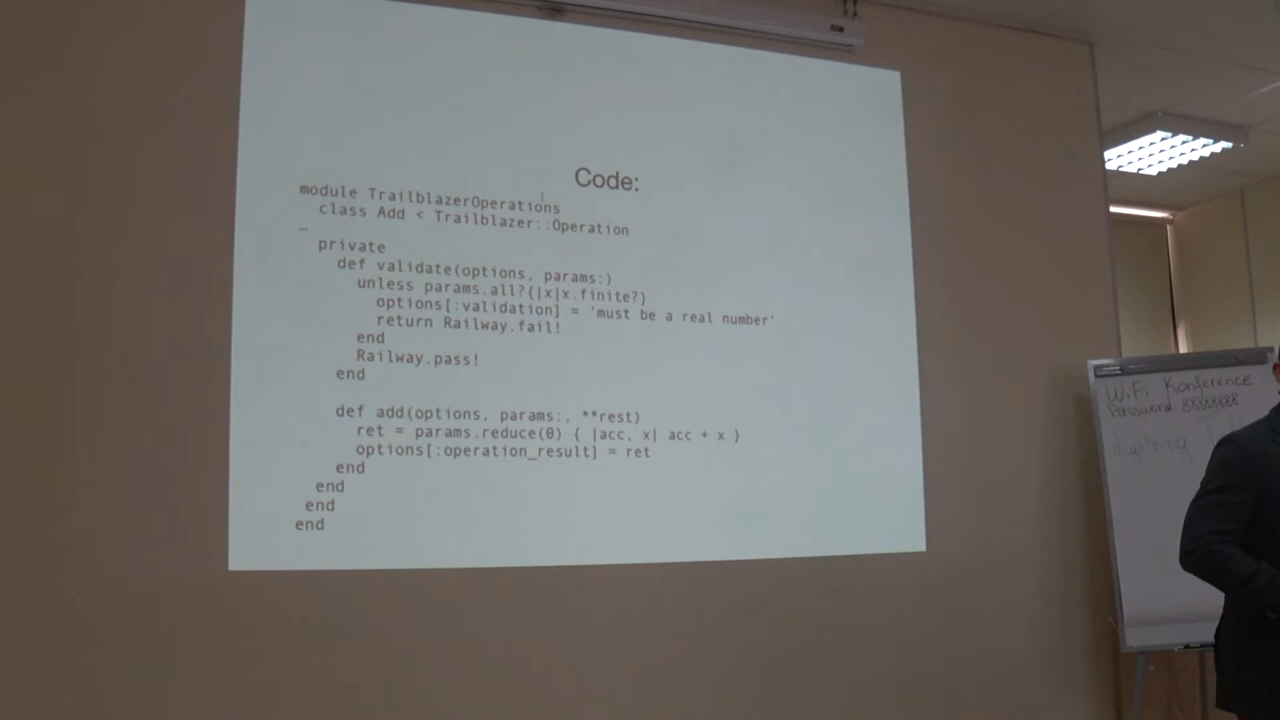 Code:
module TrailblazerOperations
class Add < Trailblazer::Operation
…
private
def validate(options, params:)
unless params.all?{|x|x.finite?}
options[:validation] = 'must be a real number'
return Railway.fail!
end
Railway.pass!
end
def add(options, params:, **rest)
ret = params.reduce(0) { |acc, x| acc + x }
options[:operation_result] = ret
end
end
end
end
WiFi Konference
Password 88888888